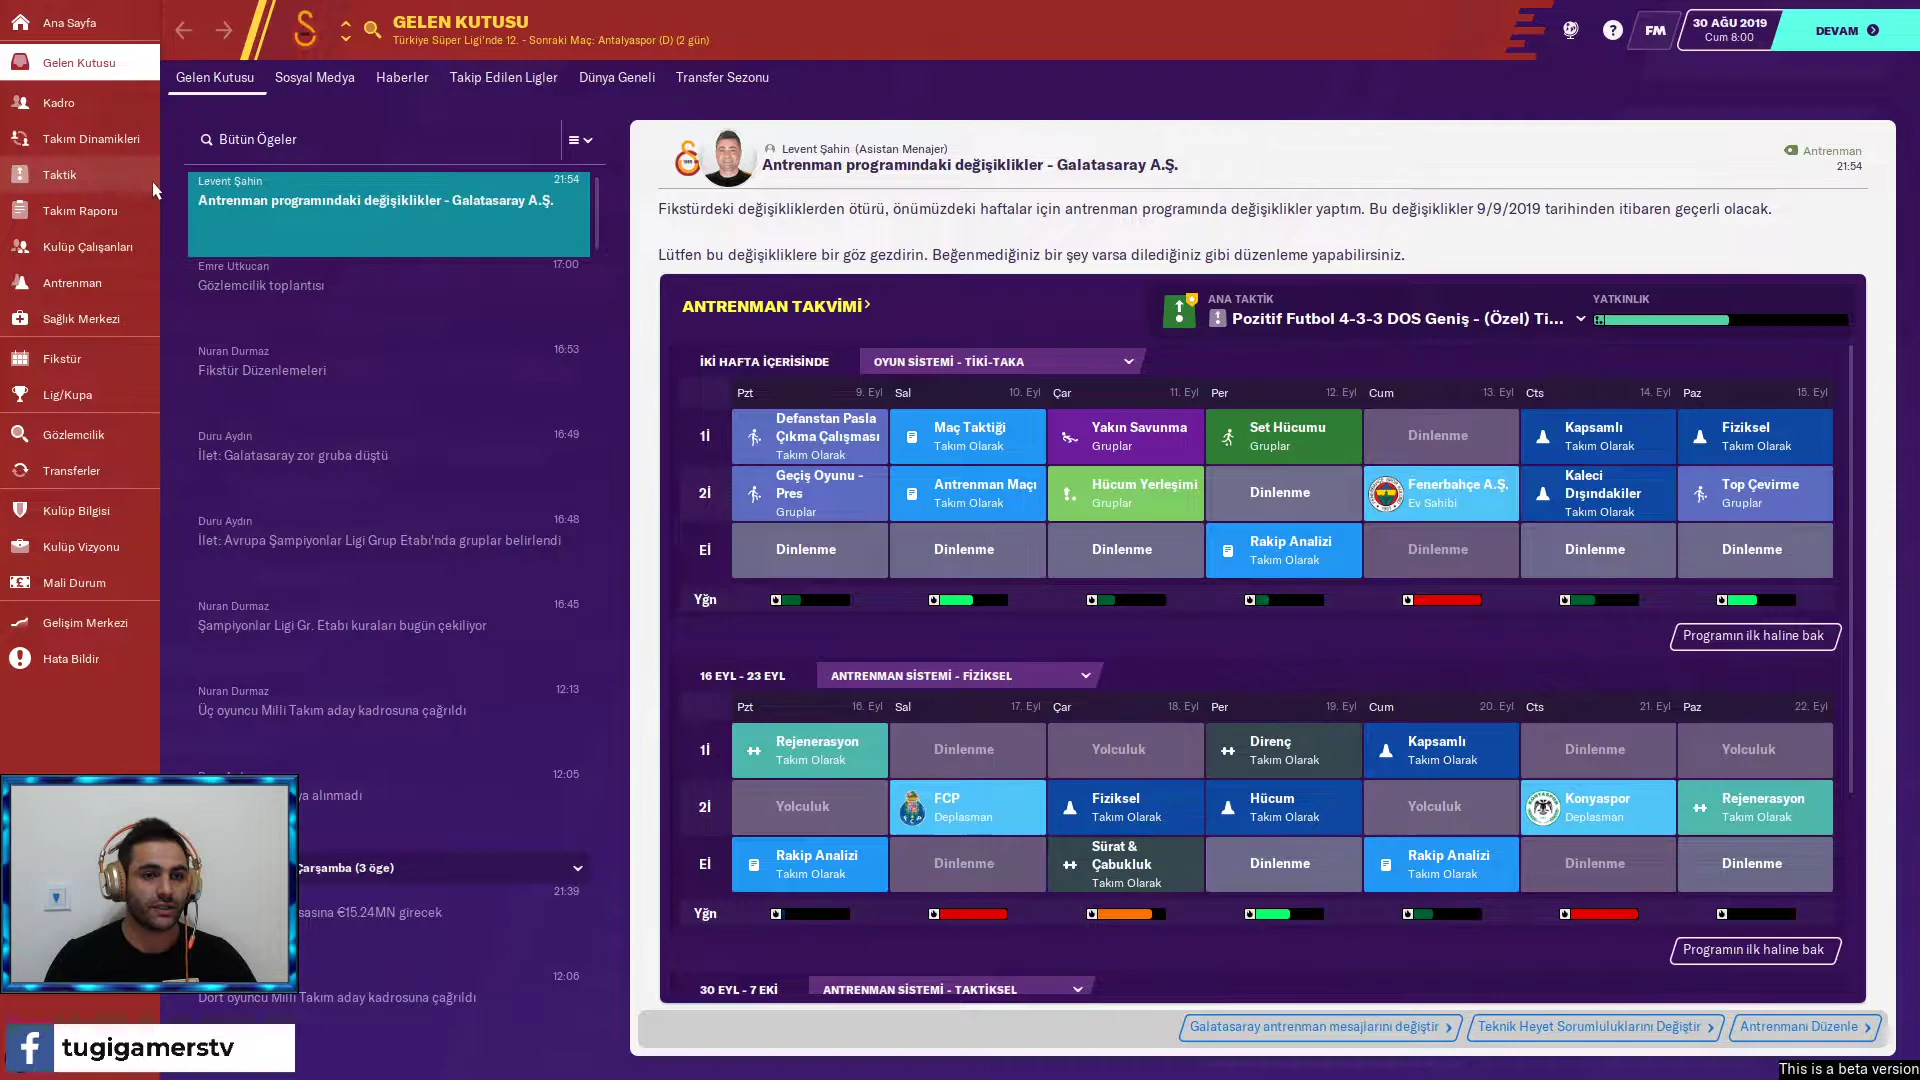 Ana Sayfa
Gelen Kutusu
Kadro
Takım Dinamikleri
Taktik
Takım Raporu
Kulüp Çalışanları
Antrenman
Sağlık Merkezi
Fikstür
Lig/Kupa
Gözlemcilik
Transferler
Kulüp Bilgisi
Kulüp Vizyonu
Mali Durum
Gelişim Merkezi
Hata Bildir
GELEN KUTUSU
Türkiye Süper Ligi'nde 12. - Sonraki Maç: Antalyaspor (D) (2 gün)
? FM
30 AĞU 2019
Cum 8:00
DEVAM
Gelen Kutusu Sosyal Medya Haberler Takip Edilen Ligler Dünya Geneli Transfer Sezonu
Bütün Ögeler
Levent Şahin 21:54
Antrenman programındaki değişiklikler - Galatasaray A.Ş.
Emre Utkucan 17:00
Gözlemcilik toplantısı
Nuran Durmaz 16:53
Fikstür Düzenlemeleri
Duru Aydın 16:49
İlet: Galatasaray zor gruba düştü
Duru Aydın 16:48
İlet: Avrupa Şampiyonlar Ligi Grup Etabı'nda gruplar belirlendi
Nuran Durmaz 16:45
Şampiyonlar Ligi Gr. Etabı kuraları bugün çekiliyor
Nuran Durmaz 12:13
Üç oyuncu Milli Takım aday kadrosuna çağrıldı
12:05
ya alınmadı
Çarşamba (3 öge)
21:39
sasına €15.24MN girecek
12:06
Dört oyuncu Milli Takım aday kadrosuna çağrıldı
tugigamerstv
Levent Şahin (Asistan Menajer)
Antrenman programındaki değişiklikler - Galatasaray A.Ş.
Antrenman
21:54
Fikstürdeki değişikliklerden ötürü, önümüzdeki haftalar için antrenman programında değişiklikler yaptım. Bu değişiklikler 9/9/2019 tarihinden itibaren geçerli olacak.
Lütfen bu değişikliklere bir göz gezdirin. Beğenmediğiniz bir şey varsa dilediğiniz gibi düzenleme yapabilirsiniz.
ANTRENMAN TAKVİMİ
ANA TAKTİK
Pozitif Futbol 4-3-3 DOS Geniş - (Özel) Ti...
YATKINLIK
İKİ HAFTA İÇERİSİNDE OYUN SİSTEMİ - TİKİ-TAKA
Pzt 9. Eyl Sal 10. Eyl Çar 11. Eyl Per 12. Eyl Cum 13. Eyl Cts 14. Eyl Paz 15. Eyl
1İ
Defanstan Pasla Çıkma Çalışması Takım Olarak
Maç Taktiği Takım Olarak
Yakın Savunma Gruplar
Set Hücumu Gruplar
Dinlenme
Kapsamlı Takım Olarak
Fiziksel Takım Olarak
2İ
Geçiş Oyunu - Pres Gruplar
Antrenman Maçı Takım Olarak
Hücum Yerleşimi Gruplar
Dinlenme
Fenerbahçe A.Ş. Ev Sahibi
Kaleci Dışındakiler Takım Olarak
Top Çevirme Gruplar
Eİ
Dinlenme
Dinlenme
Dinlenme
Rakip Analizi Takım Olarak
Dinlenme
Dinlenme
Dinlenme
Yğn
Programın ilk haline bak
16 EYL - 23 EYL ANTRENMAN SİSTEMİ - FİZİKSEL
Pzt 16. Eyl Sal 17. Eyl Çar 18. Eyl Per 19. Eyl Cum 20. Eyl Cts 21. Eyl Paz 22. Eyl
1İ
Rejenerasyon Takım Olarak
Dinlenme
Yolculuk
Direnç Takım Olarak
Kapsamlı Takım Olarak
Dinlenme
Yolculuk
2İ
Yolculuk
FCP Deplasman
Fiziksel Takım Olarak
Hücum Takım Olarak
Yolculuk
Konyaspor Deplasman
Rejenerasyon Takım Olarak
Eİ
Rakip Analizi Takım Olarak
Dinlenme
Sürat & Çabukluk Takım Olarak
Dinlenme
Rakip Analizi Takım Olarak
Dinlenme
Dinlenme
Yğn
Programın ilk haline bak
30 EYL - 7 EKİ ANTRENMAN SİSTEMİ - TAKTİKSEL
Galatasaray antrenman mesajlarını değiştir
Teknik Heyet Sorumluluklarını Değiştir
Antrenmanı Düzenle
This is a beta version